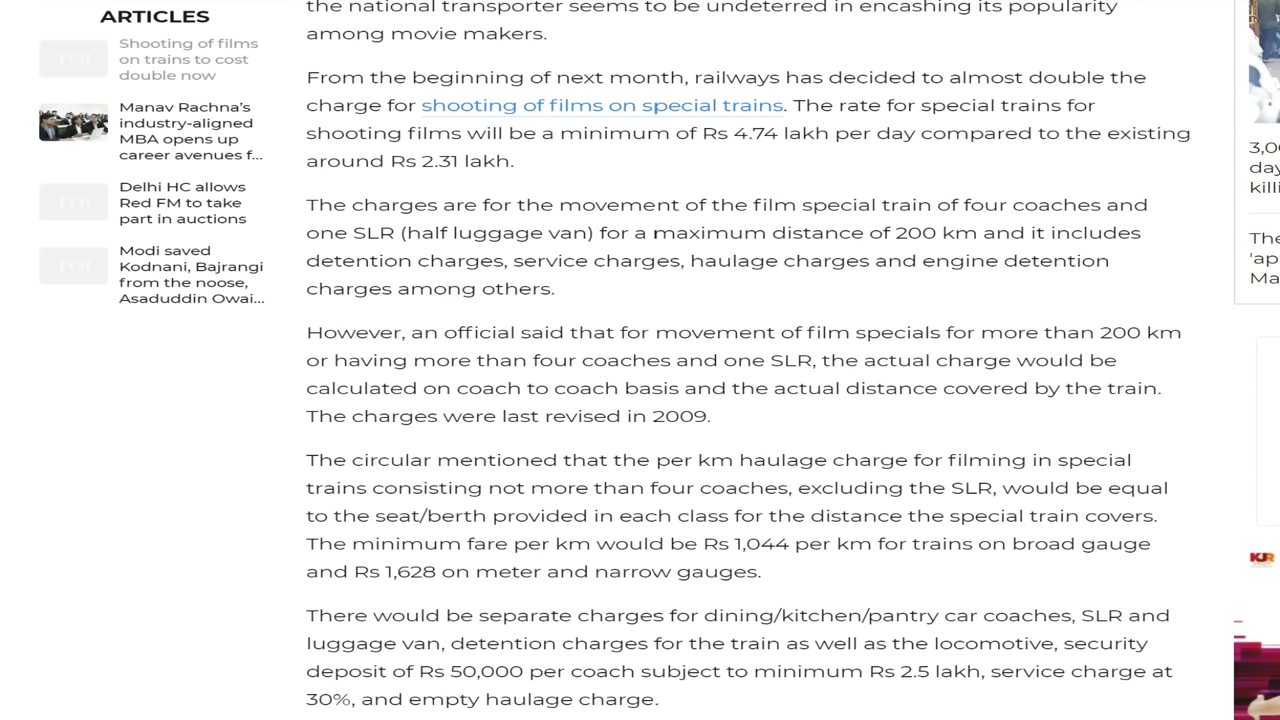 ARTICLES
Shooting of films
on trains to cost
double now
Manav Rachna's
industry-aligned
MBA opens up
career avenues f...
Delhi HC allows
Red FM to take
part in auctions
Modi saved
Kodnani, Bajrangi
from the noose,
Asaduddin Owai...
the national transporter seems to be undeterred in encashing its popularity
among movie makers.
From the beginning of next month, railways has decided to almost double the
charge for shooting of films on special trains. The rate for special trains for
shooting films will be a minimum of Rs 4.74 lakh per day compared to the existing
around Rs 2.31 lakh.
The charges are for the movement of the film special train of four coaches and
one SLR (half luggage van) for a maximum distance of 200 km and it includes
detention charges, service charges, haulage charges and engine detention
charges among others.
However, an official said that for movement of film specials for more than 200 km
or having more than four coaches and one SLR, the actual charge would be
calculated on coach to coach basis and the actual distance covered by the train.
The charges were last revised in 2009.
The circular mentioned that the per km haulage charge for filming in special
trains consisting not more than four coaches, excluding the SLR, would be equal
to the seat/berth provided in each class for the distance the special train covers.
The minimum fare per km would be Rs 1,044 per km for trains on broad gauge
and Rs 1,628 on meter and narrow gauges.
There would be separate charges for dining/kitchen/pantry car coaches, SLR and
luggage van, detention charges for the train as well as the locomotive, security
deposit of Rs 50,000 per coach subject to minimum Rs 2.5 lakh, service charge at
30%, and empty haulage charge.
3,0
day
killi
The
'ap
Ma
KJR